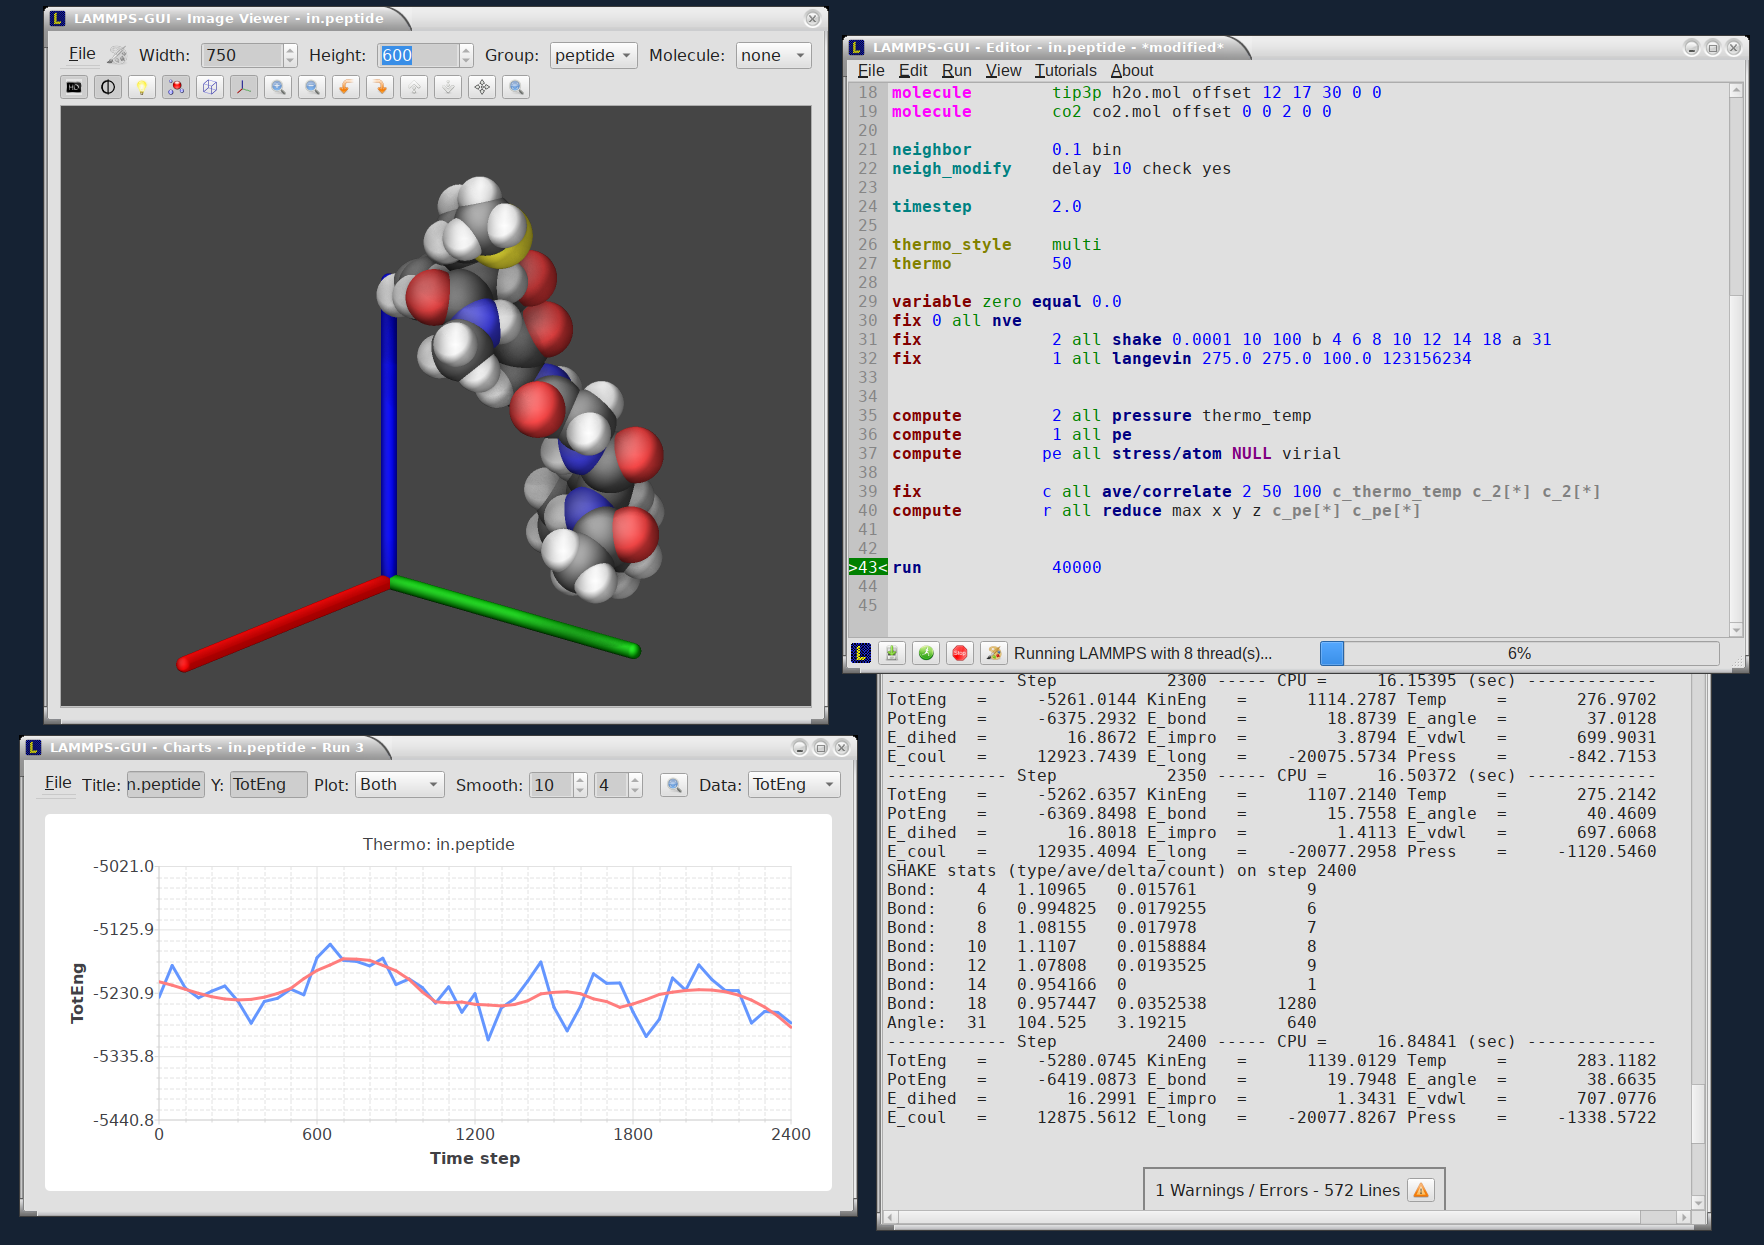 LAMMPS-GUI - Image Viewer - in.peptide
File Width: 750 Height: 600 Group: peptide Molecule: none
HD
LAMMPS-GUI - Editor - in.peptide - *modified*
File Edit Run View Tutorials About
18 molecule tip3p h2o.mol offset 12 17 30 0 0
19 molecule co2 co2.mol offset 0 0 2 0 0
20
21 neighbor 0.1 bin
22 neigh_modify delay 10 check yes
23
24 timestep 2.0
25
26 thermo_style multi
27 thermo 50
28
29 variable zero equal 0.0
30 fix 0 all nve
31 fix 2 all shake 0.0001 10 100 b 4 6 8 10 12 14 18 a 31
32 fix 1 all langevin 275.0 275.0 100.0 123156234
33
34
35 compute 2 all pressure thermo_temp
36 compute 1 all pe
37 compute pe all stress/atom NULL virial
38
39 fix c all ave/correlate 2 50 100 c_thermo_temp c_2[*] c_2[*]
40 compute r all reduce max x y z c_pe[*] c_pe[*]
41
42
>43< run 40000
44
45
L Stop Running LAMMPS with 8 thread(s)... 6%
------------ Step 2300 ----- CPU = 16.15395 (sec) -------------
TotEng = -5261.0144 KinEng = 1114.2787 Temp = 276.9702
PotEng = -6375.2932 E_bond = 18.8739 E_angle = 37.0128
E_dihed = 16.8672 E_impro = 3.8794 E_vdwl = 699.9031
E_coul = 12923.7439 E_long = -20075.5734 Press = -842.7153
------------ Step 2350 ----- CPU = 16.50372 (sec) -------------
TotEng = -5262.6357 KinEng = 1107.2140 Temp = 275.2142
PotEng = -6369.8498 E_bond = 15.7558 E_angle = 40.4609
E_dihed = 16.8018 E_impro = 1.4113 E_vdwl = 697.6068
E_coul = 12935.4094 E_long = -20077.2958 Press = -1120.5460
SHAKE stats (type/ave/delta/count) on step 2400
Bond: 4 1.10965 0.015761 9
Bond: 6 0.994825 0.0179255 6
Bond: 8 1.08155 0.017978 7
Bond: 10 1.1107 0.0158884 8
Bond: 12 1.07808 0.0193525 9
Bond: 14 0.954166 0 1
Bond: 18 0.957447 0.0352538 1280
Angle: 31 104.525 3.19215 640
------------ Step 2400 ----- CPU = 16.84841 (sec) -------------
TotEng = -5280.0745 KinEng = 1139.0129 Temp = 283.1182
PotEng = -6419.0873 E_bond = 19.7948 E_angle = 38.6635
E_dihed = 16.2991 E_impro = 1.3431 E_vdwl = 707.0776
E_coul = 12875.5612 E_long = -20077.8267 Press = -1338.5722
1 Warnings / Errors - 572 Lines
LAMMPS-GUI - Charts - in.peptide - Run 3
File Title: n.peptide Y: TotEng Plot: Both Smooth: 10 4 Data: TotEng
Thermo: in.peptide
TotEng
-5021.0
-5125.9
-5230.9
-5335.8
-5440.8
0 600 1200 1800 2400
Time step